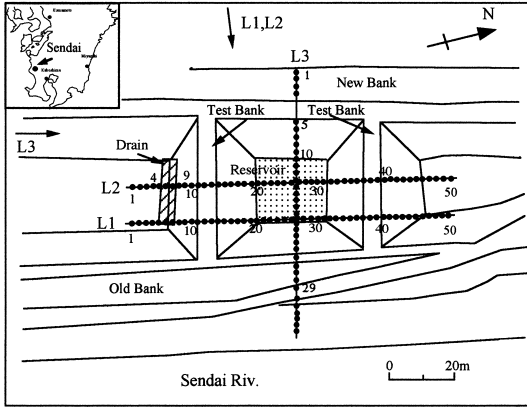 L1,L2
N
Sendai
L3
1
New Bank
Test Bank
Test Bank
5
L3
Drain
10
4
9
Reservoir
40
L2
10
20
30
50
L1
1
10
20
30
40
50
Old Bank
29
Sendai Riv.
0
20m